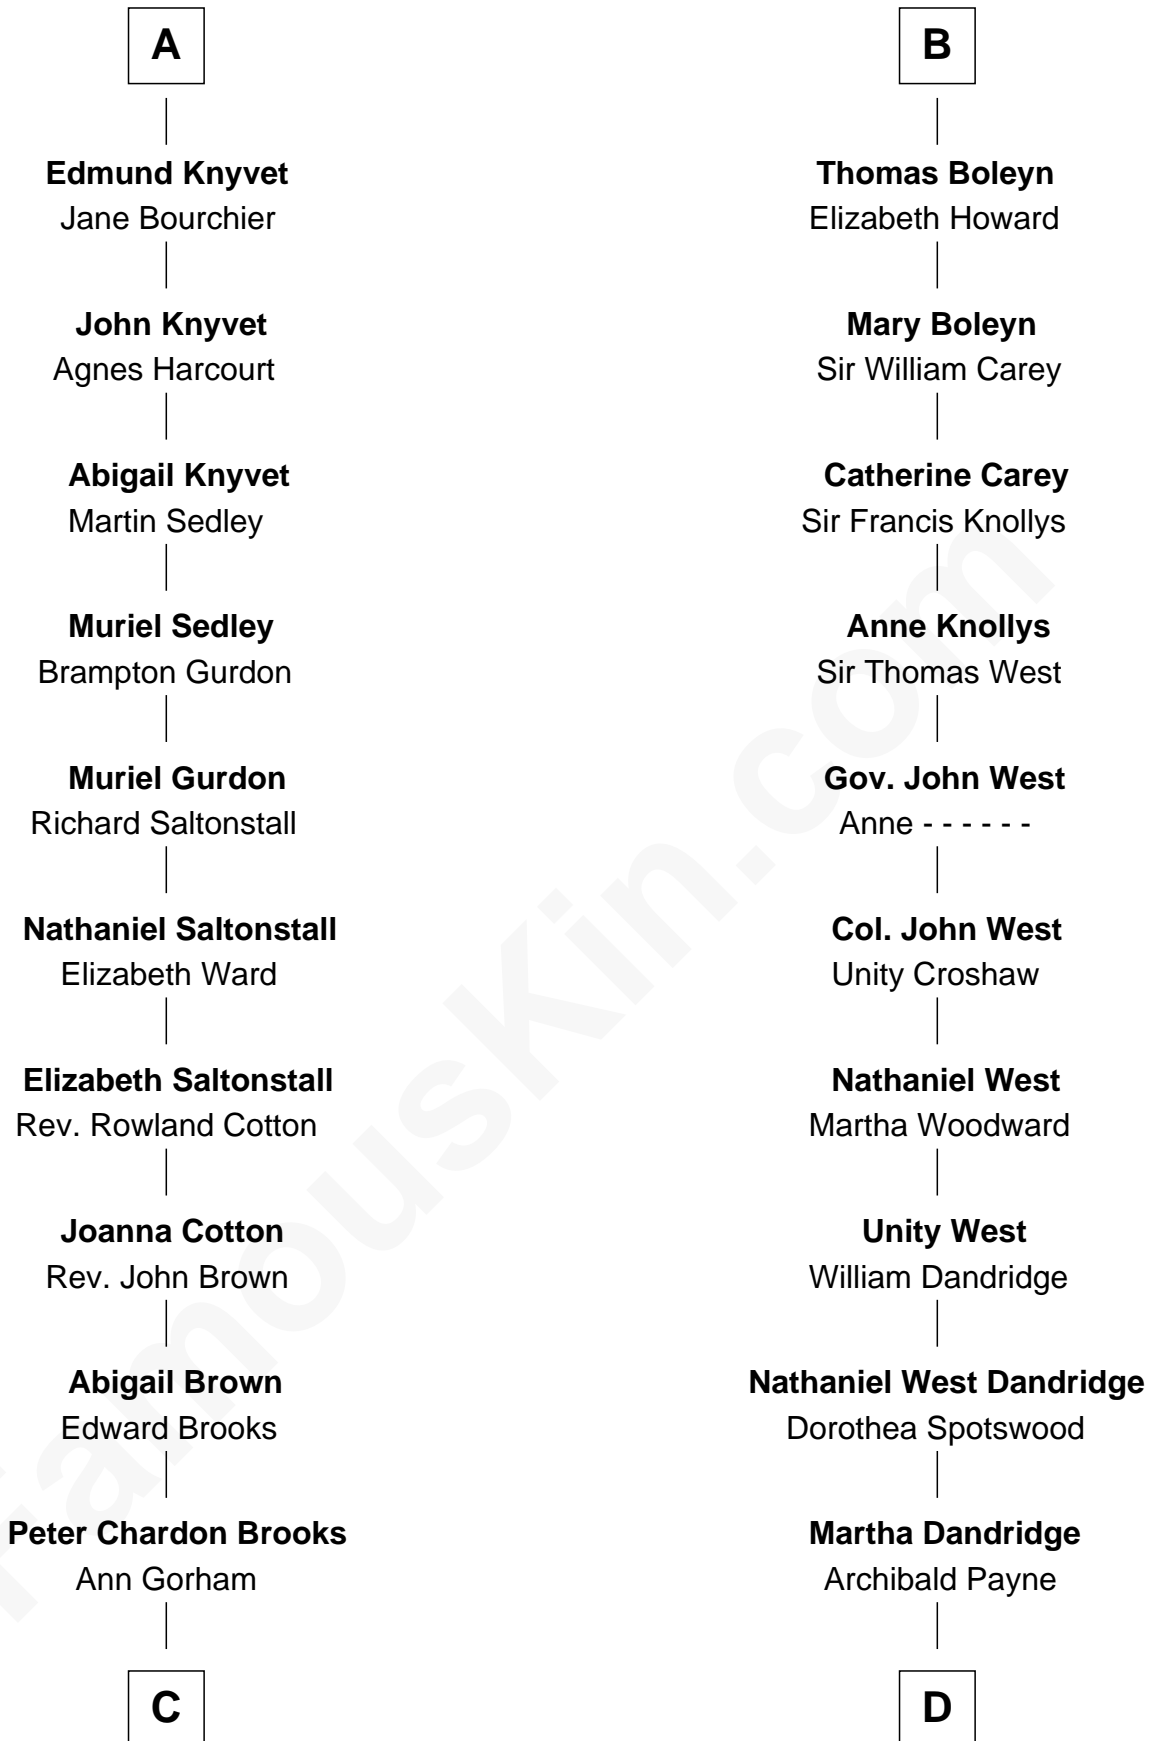 A
Edmund Knyvet
Jane Bourchier
John Knyvet
Agnes Harcourt
Abigail Knyvet
Martin Sedley
Muriel Sedley
Brampton Gurdon
Muriel Gurdon
Richard Saltonstall
Nathaniel Saltonstall
Elizabeth Ward
Elizabeth Saltonstall
Rev. Rowland Cotton
Joanna Cotton
Rev. John Brown
Abigail Brown
Edward Brooks
Peter Chardon Brooks
Ann Gorham
C
B
Thomas Boleyn
Elizabeth Howard
Mary Boleyn
Sir William Carey
Catherine Carey
Sir Francis Knollys
Anne Knollys
Sir Thomas West
Gov. John West
Anne - - - - - -
Col. John West
Unity Croshaw
Nathaniel West
Martha Woodward
Unity West
William Dandridge
Nathaniel West Dandridge
Dorothea Spotswood
Martha Dandridge
Archibald Payne
D
FamousKin.com